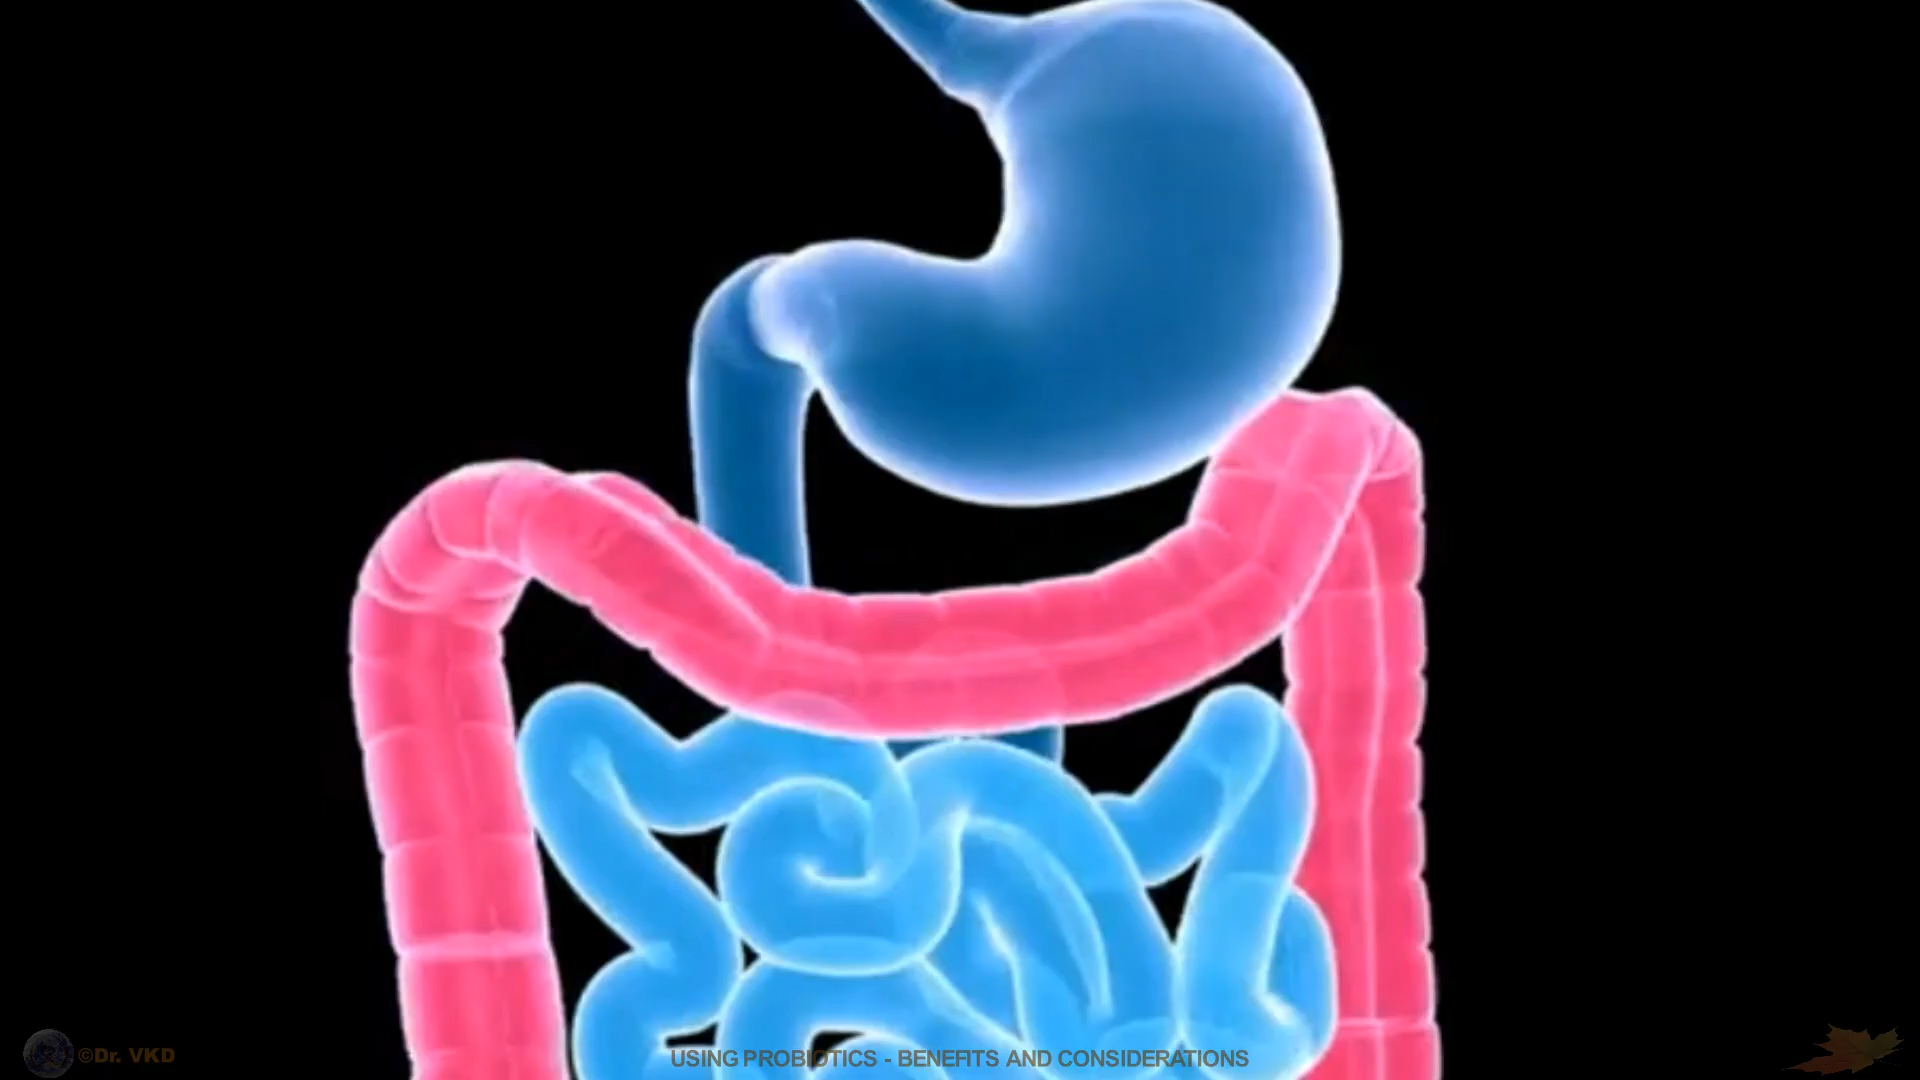 ©Dr. VKD
USING PROBIOTICS - BENEFITS AND CONSIDERATIONS